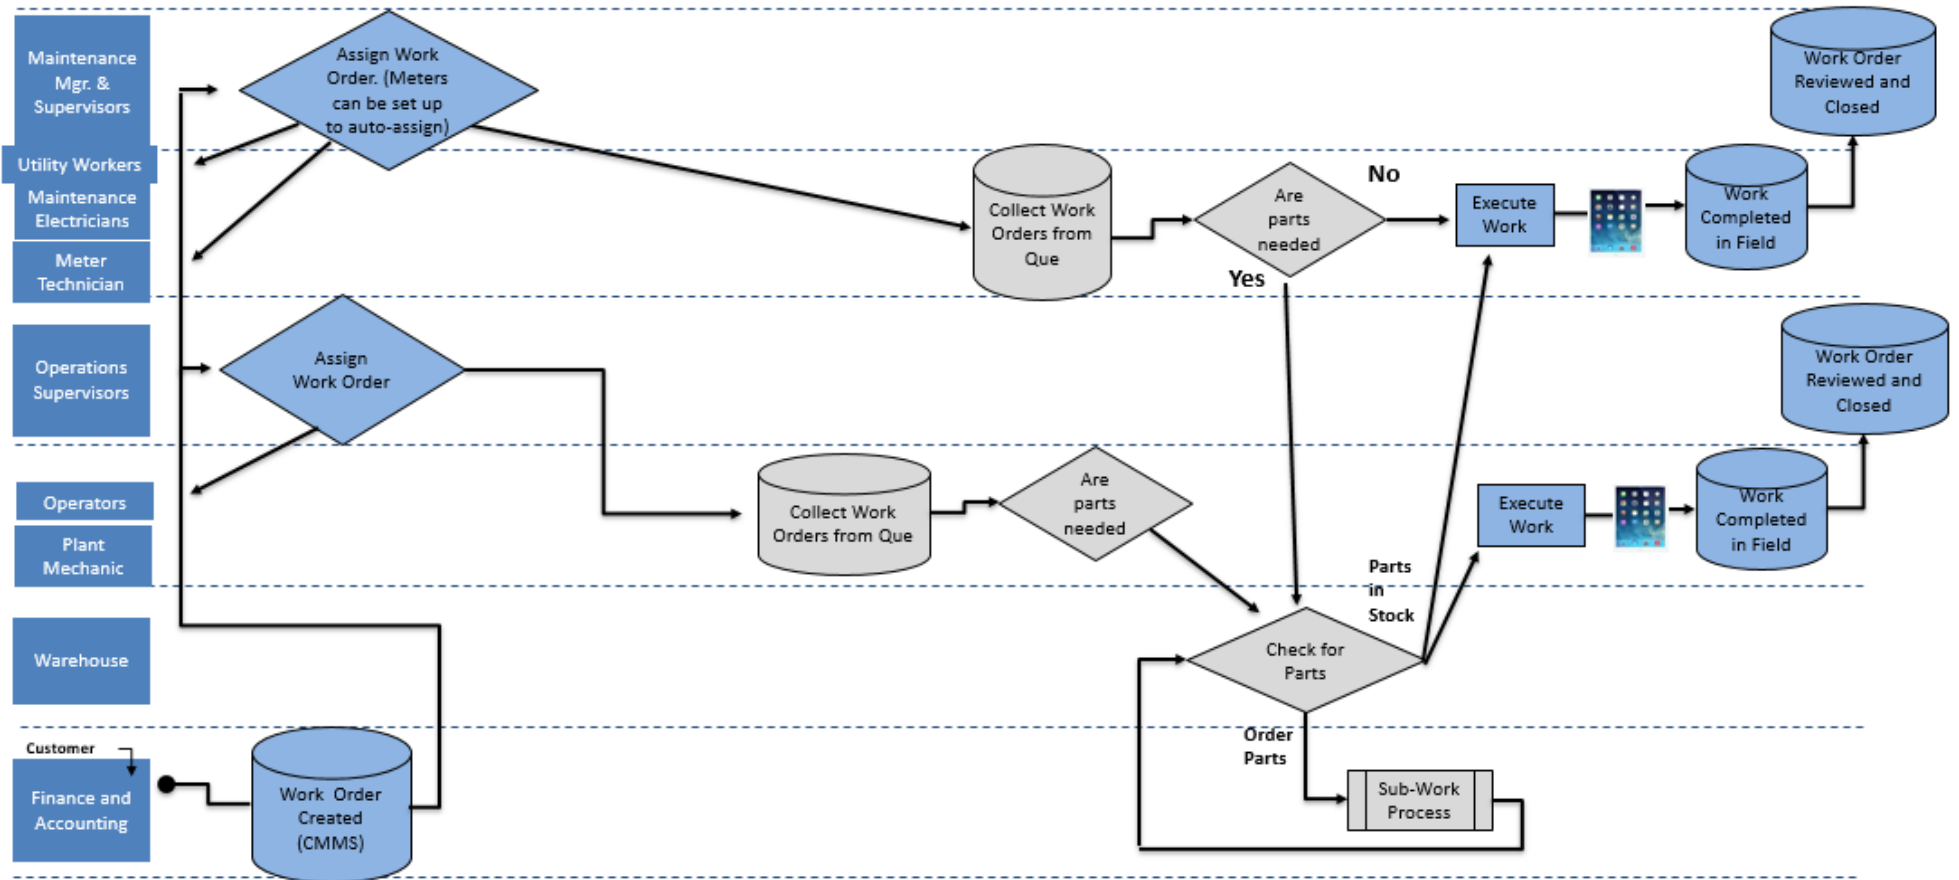 Maintenance
Mgr. &
Supervisors
Assign Work
Order. (Meters
can be set up
to auto-assign)
Work Order
Reviewed and
Closed
Utility Workers
Maintenance
Electricians
Meter
Technician
Collect Work
Orders from
Que
Are
parts
needed
No
Yes
Execute
Work
Work
Completed
in Field
Operations
Supervisors
Assign
Work Order
Work Order
Reviewed and
Closed
Operators
Plant
Mechanic
Collect Work
Orders from Que
Are
parts
needed
Execute
Work
Work
Completed
in Field
Parts
in
Stock
Warehouse
Check for
Parts
Customer
Finance and
Accounting
Work Order
Created
(CMMS)
Order
Parts
Sub-Work
Process